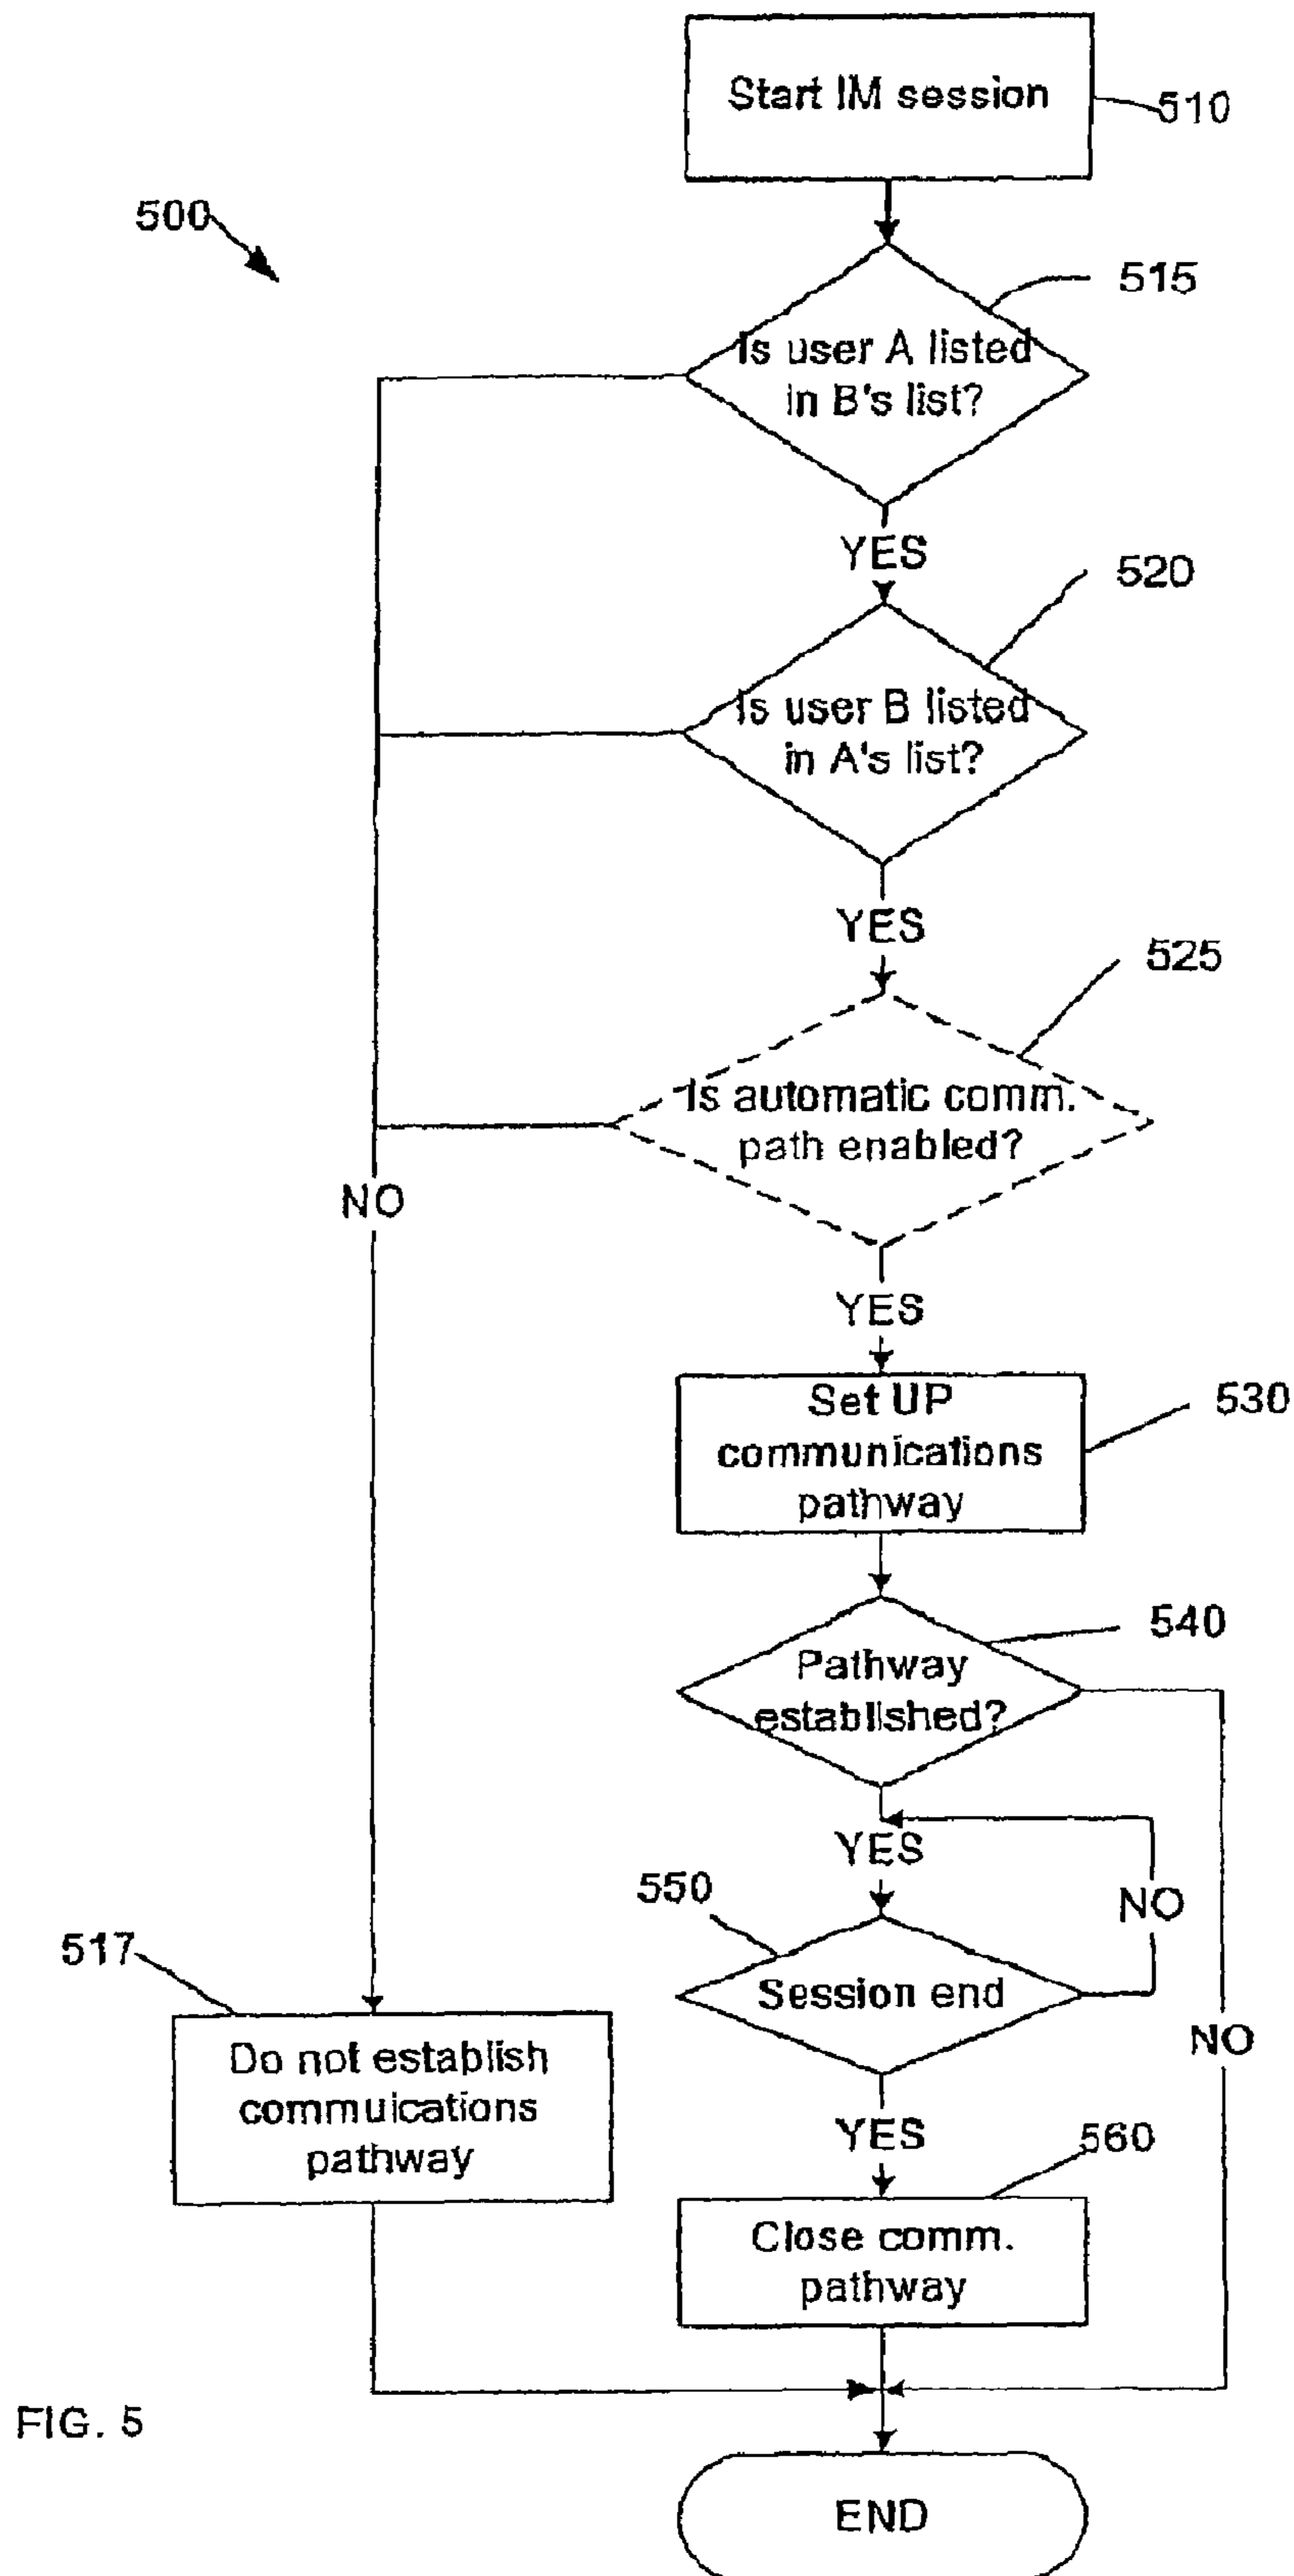 Start IM session
510
500
515
Is user A listed
in B's list?
YES
520
Is user B listed
in A's list?
YES
525
Is automatic comm.
path enabled?
NO
YES
Set UP
communications
pathway
530
540
Pathway
established?
YES
NO
550
Session end
517
NO
Do not establish
commuications
pathway
YES
560
Close comm.
pathway
FIG. 5
END